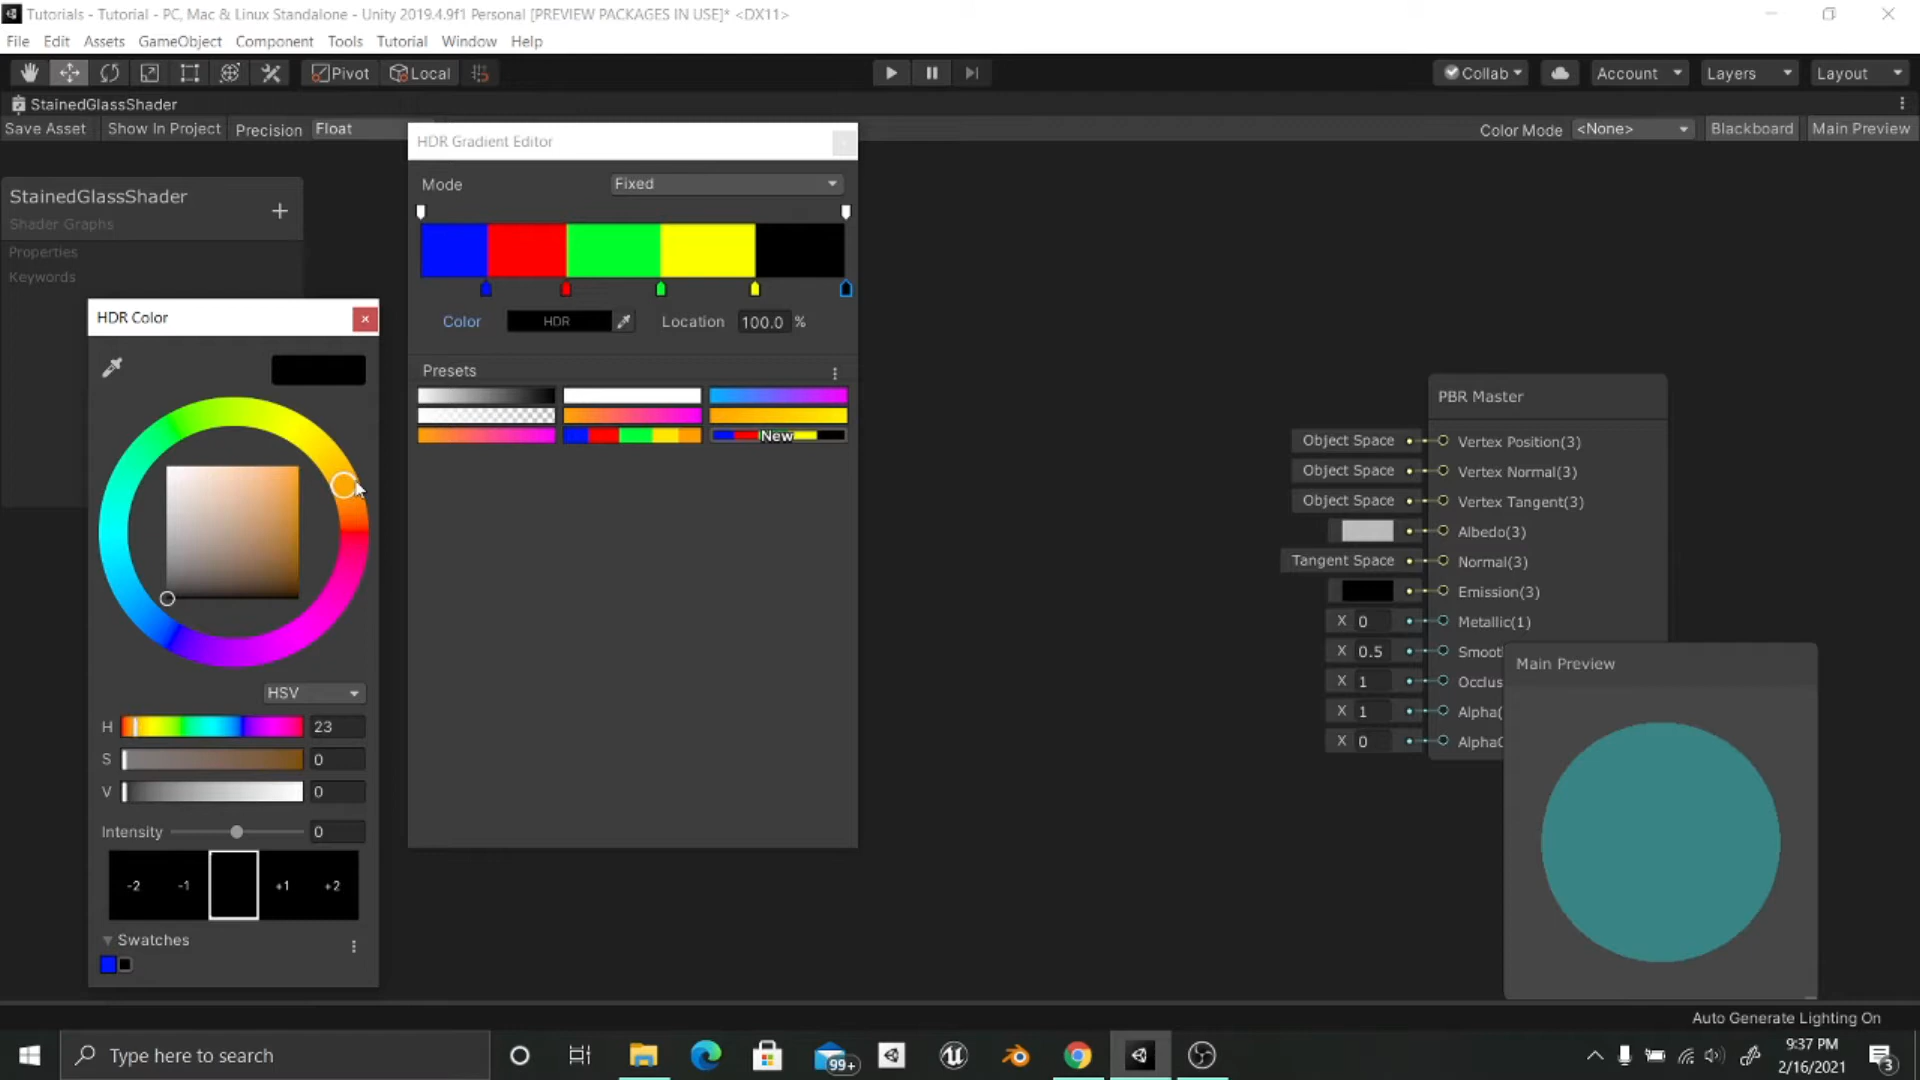 Tutorials - Tutorial - PC, Mac & Linux Standalone - Unity 2019.4.9f1 Personal [PREVIEW PACKAGES IN USE]* <DX11>
File Edit Assets GameObject Component Tools Tutorial Window Help
Pivot Local Collab Account Layers Layout
StainedGlassShader
Save Asset Show In Project Precision Float Color Mode <None> Blackboard Main Preview
StainedGlassShader
Shader Graphs
Properties
Keywords
HDR Gradient Editor
Mode Fixed
Color HDR Location 100.0 %
Presets
New
HDR Color
HSV
H 23
S 0
V 0
Intensity 0
-2 -1 +1 +2
Swatches
PBR Master
Object Space Vertex Position(3)
Object Space Vertex Normal(3)
Object Space Vertex Tangent(3)
Albedo(3)
Tangent Space Normal(3)
Emission(3)
X 0 Metallic(1)
X 0.5 Smoot
X 1 Occlus
X 1 Alpha(
X 0 AlphaC
Main Preview
Auto Generate Lighting On
Type here to search
99+
9:37 PM
2/16/2021
3